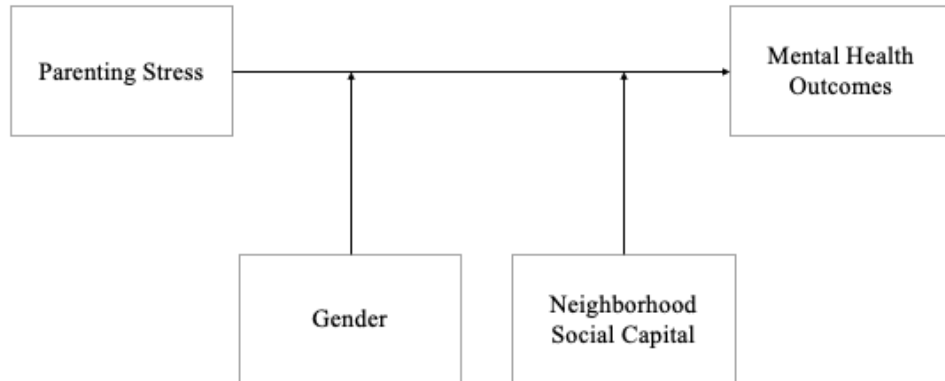 Parenting Stress
Mental Health
Outcomes
Gender
Neighborhood
Social Capital